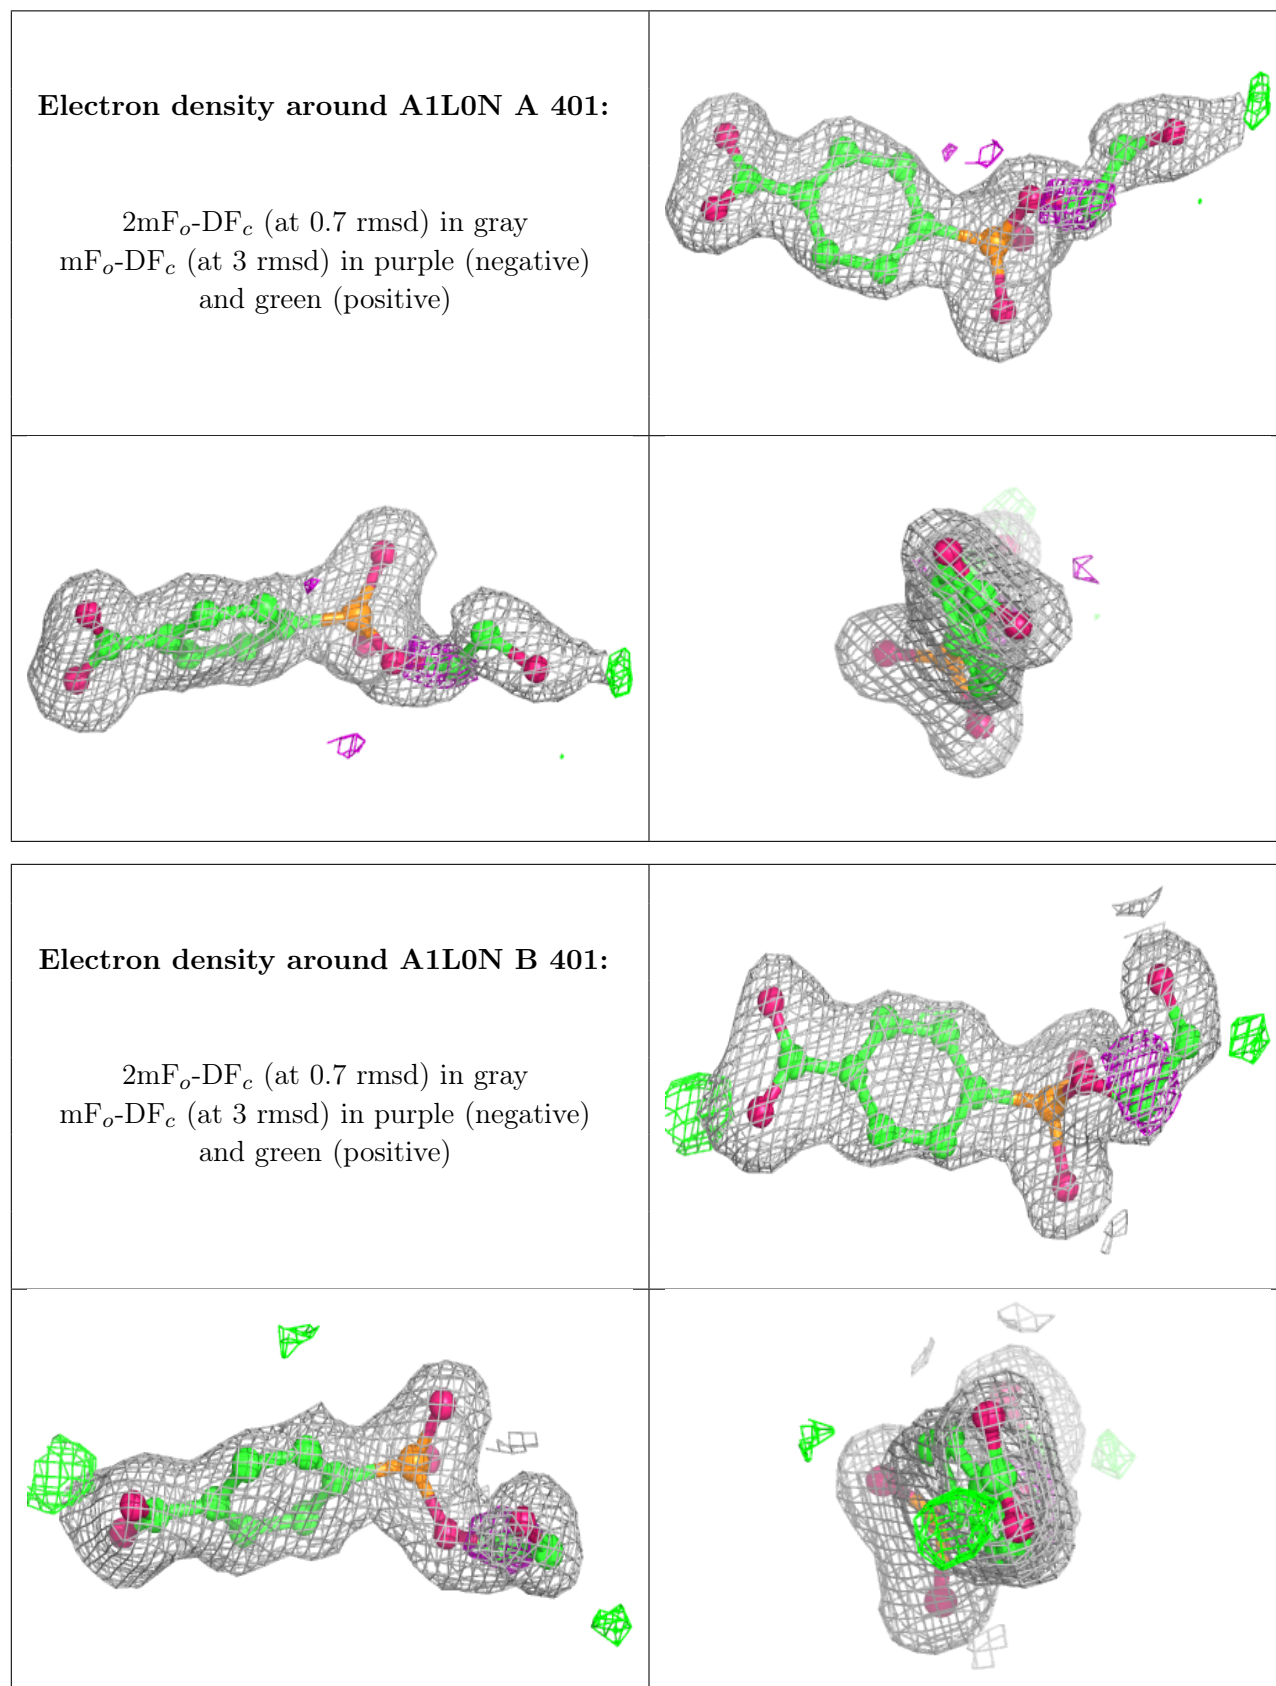 Electron density around A1L0N A 401:
2mFo-DFc (at 0.7 rmsd) in gray
mFo-DFc (at 3 rmsd) in purple (negative)
and green (positive)
Electron density around A1L0N B 401:
2mFo-DFc (at 0.7 rmsd) in gray
mFo-DFc (at 3 rmsd) in purple (negative)
and green (positive)